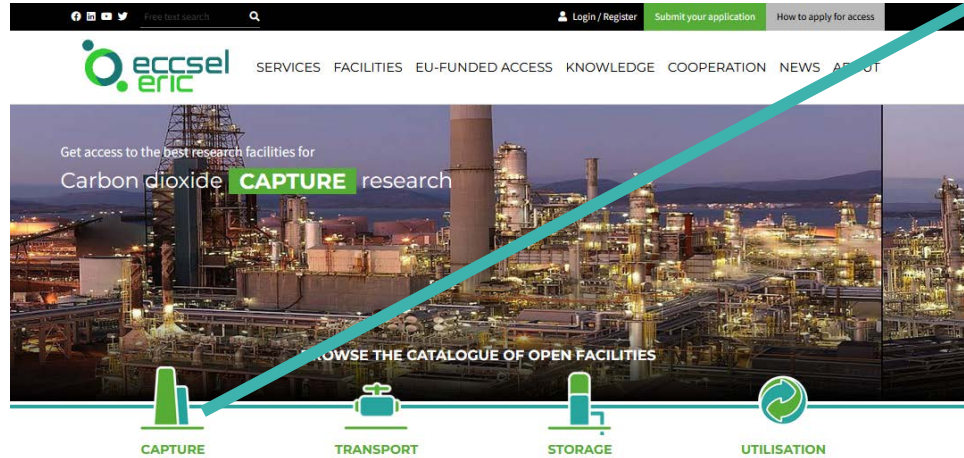 Free text search
Login / Register
Submit your application
How to apply for access
eccsel
eric
SERVICES FACILITIES EU-FUNDED ACCESS KNOWLEDGE COOPERATION NEWS ABOUT
Get access to the best research facilities for
Carbon dioxide CAPTURE research
BROWSE THE CATALOGUE OF OPEN FACILITIES
CAPTURE
TRANSPORT
STORAGE
UTILISATION